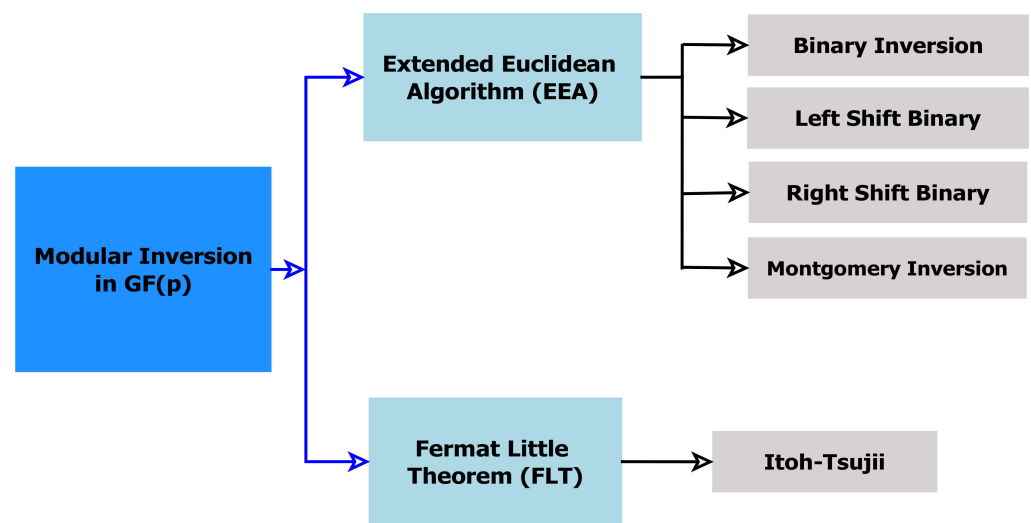 Modular Inversion
in GF(p)
Extended Euclidean
Algorithm (EEA)
Binary Inversion
Left Shift Binary
Right Shift Binary
Montgomery Inversion
Fermat Little
Theorem (FLT)
Itoh-Tsujii